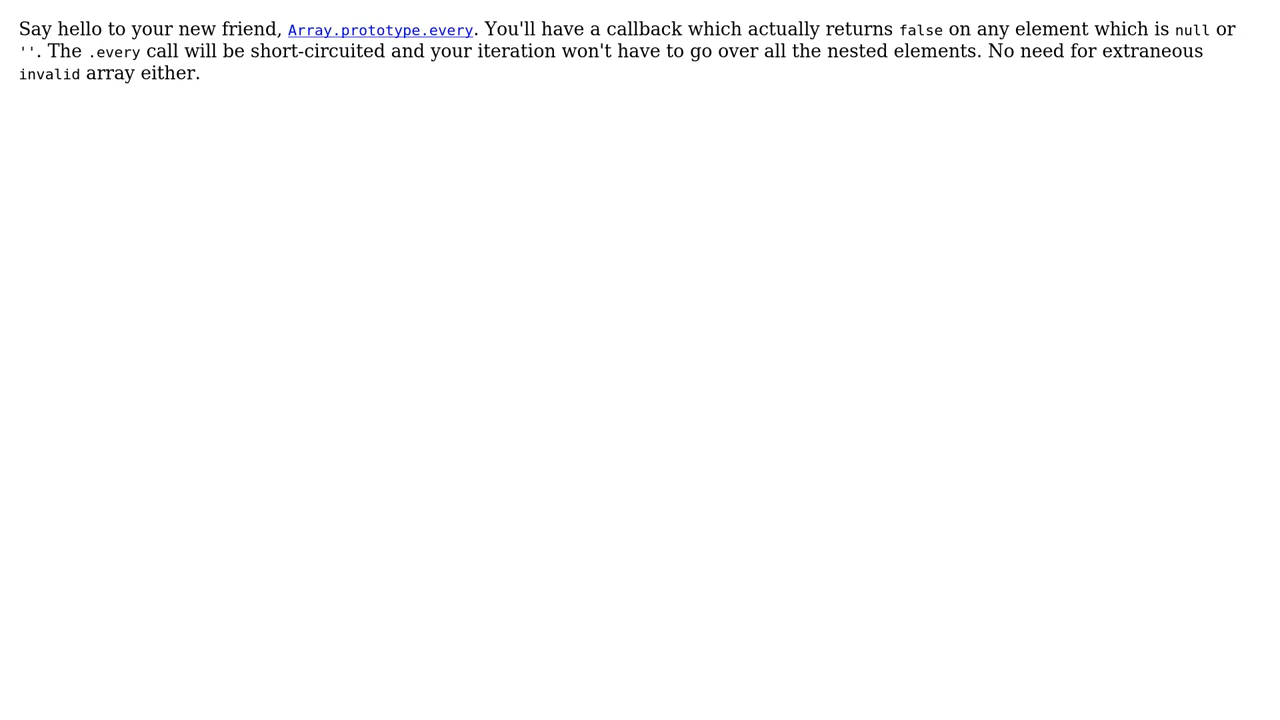 Say hello to your new friend, Array.prototype.every. You'll have a callback which actually returns false on any element which is null or
''. The .every call will be short-circuited and your iteration won't have to go over all the nested elements. No need for extraneous
invalid array either.